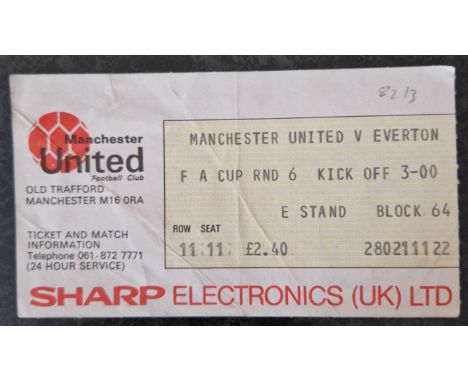 82/3
Manchester
United
Football Club
OLD TRAFFORD
MANCHESTER M16 0RA
TICKET AND MATCH
INFORMATION
Telephone 061-872 7771
(24 HOUR SERVICE)
MANCHESTER UNITED V EVERTON
F A CUP RND 6 KICK OFF 3-00
E STAND BLOCK 64
ROW SEAT
11 11 £2.40 280211122
SHARP ELECTRONICS (UK) LTD